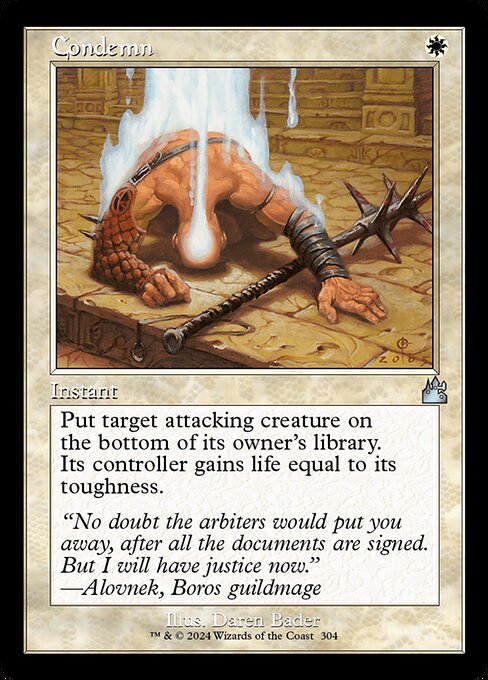 Condemn
Instant
Put target attacking creature on
the bottom of its owner's library.
Its controller gains life equal to its
toughness.
"No doubt the arbiters would put you
away, after all the documents are signed.
But I will have justice now."
—Alovnek, Boros guildmage
Illus. Daren Bader
™ & © 2024 Wizards of the Coast 304